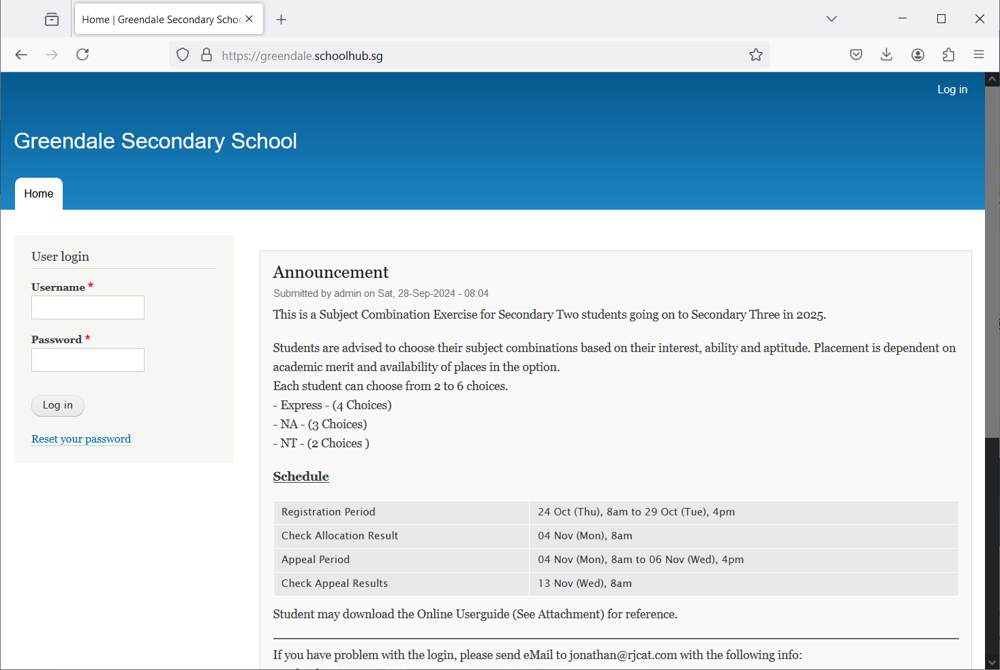 Home | Greendale Secondary Schoo
https://greendale.schoolhub.sg
Log in
Greendale Secondary School
Home
User login
Username *
Password *
Log in
Reset your password
Announcement
Submitted by admin on Sat, 28-Sep-2024 - 08:04
This is a Subject Combination Exercise for Secondary Two students going on to Secondary Three in 2025.
Students are advised to choose their subject combinations based on their interest, ability and aptitude. Placement is dependent on
academic merit and availability of places in the option.
Each student can choose from 2 to 6 choices.
- Express - (4 Choices)
- NA - (3 Choices)
- NT - (2 Choices )
Schedule
Registration Period 24 Oct (Thu), 8am to 29 Oct (Tue), 4pm
Check Allocation Result 04 Nov (Mon), 8am
Appeal Period 04 Nov (Mon), 8am to 06 Nov (Wed), 4pm
Check Appeal Results 13 Nov (Wed), 8am
Student may download the Online Userguide (See Attachment) for reference.
If you have problem with the login, please send eMail to jonathan@rjcat.com with the following info: